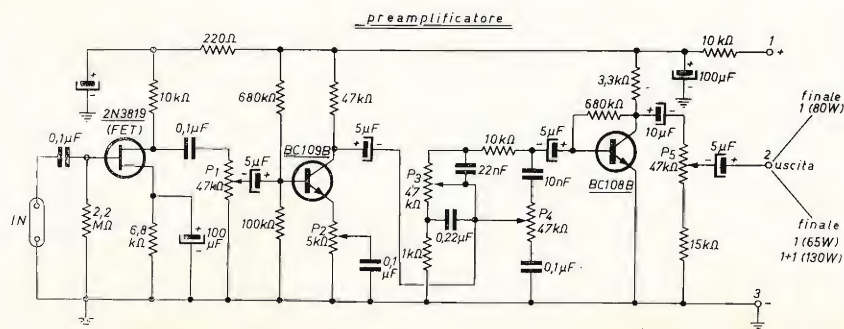 preamplificatore
220Ω
10kΩ
1
+
+
-
10kΩ
680kΩ
47kΩ
3,3kΩ
+
-
100µF
finale
1 (80W)
2N3819
(FET)
0,1µF
0,1µF
P1
47kΩ
5µF
- +
BC109B
5µF
+ -
10kΩ
5µF
- +
680kΩ
+ -
10µF
P5
47kΩ
5µF
- +
2
uscita
P3
47
kΩ
22nF
10nF
BC108B
IN
2,2
MΩ
6,8
kΩ
+
-
100
µF
100kΩ
P2
5kΩ
0,1
µF
0,22µF
1kΩ
P4
47kΩ
0,1µF
15kΩ
finale
1 (65W)
1+1 (130W)
3
-